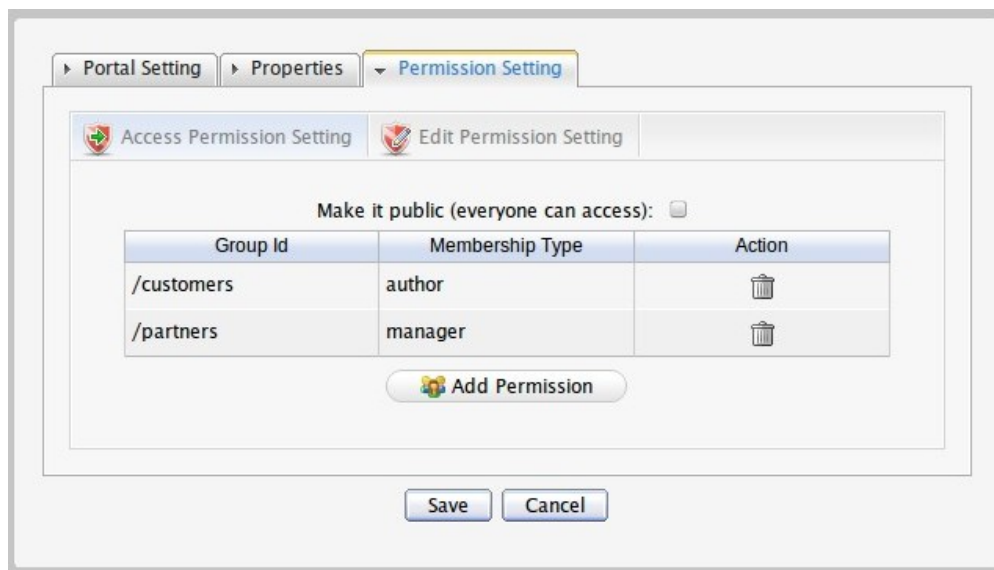 Portal Setting Properties Permission Setting
Access Permission Setting Edit Permission Setting
Make it public (everyone can access):
Group Id Membership Type Action
/customers author
/partners manager
Add Permission
Save Cancel